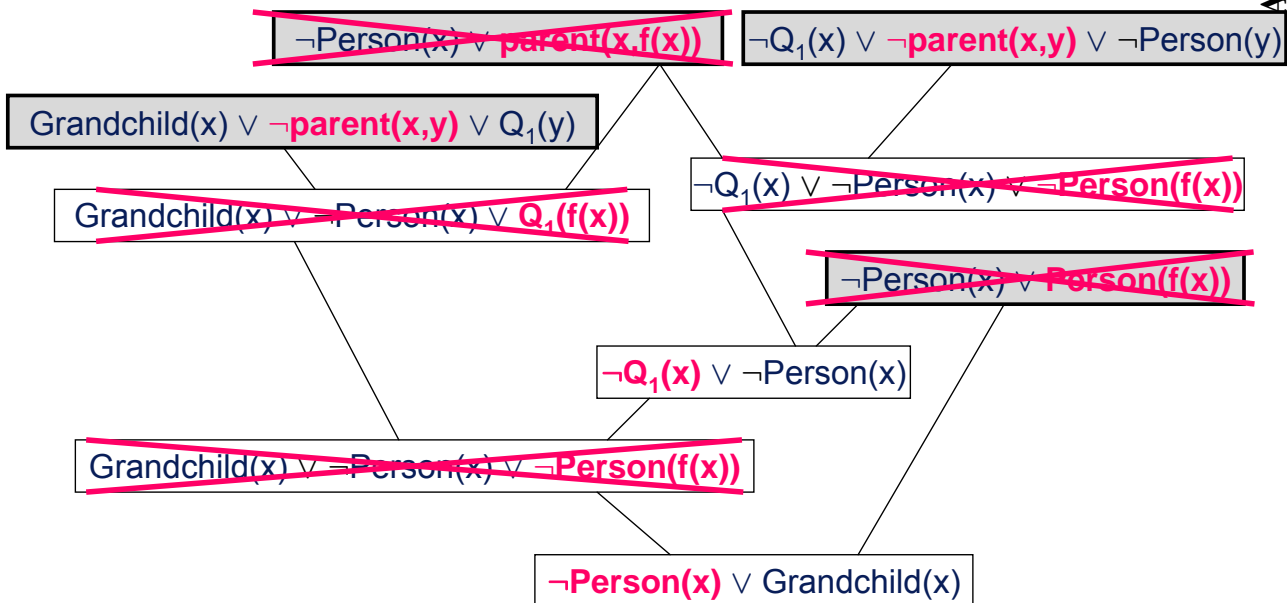 ¬Person(x) ∨ parent(x,f(x))
¬Q₁(x) ∨ ¬parent(x,y) ∨ ¬Person(y)
Grandchild(x) ∨ ¬parent(x,y) ∨ Q₁(y)
¬Q₁(x) ∨ ¬Person(x) ∨ ¬Person(f(x))
Grandchild(x) ∨ ¬Person(x) ∨ Q₁(f(x))
¬Person(x) ∨ Person(f(x))
¬Q₁(x) ∨ ¬Person(x)
Grandchild(x) ∨ ¬Person(x) ∨ ¬Person(f(x))
¬Person(x) ∨ Grandchild(x)